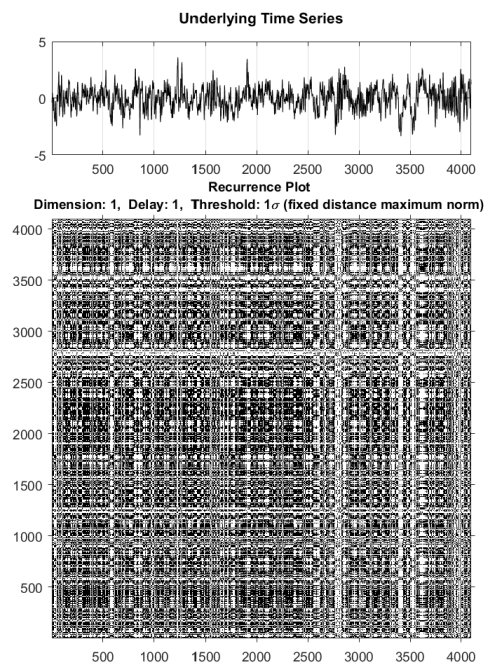 Underlying Time Series
5
0
-5
500 1000 1500 2000 2500 3000 3500 4000
Recurrence Plot
Dimension: 1, Delay: 1, Threshold: 1σ (fixed distance maximum norm)
4000
3500
3000
2500
2000
1500
1000
500
500 1000 1500 2000 2500 3000 3500 4000